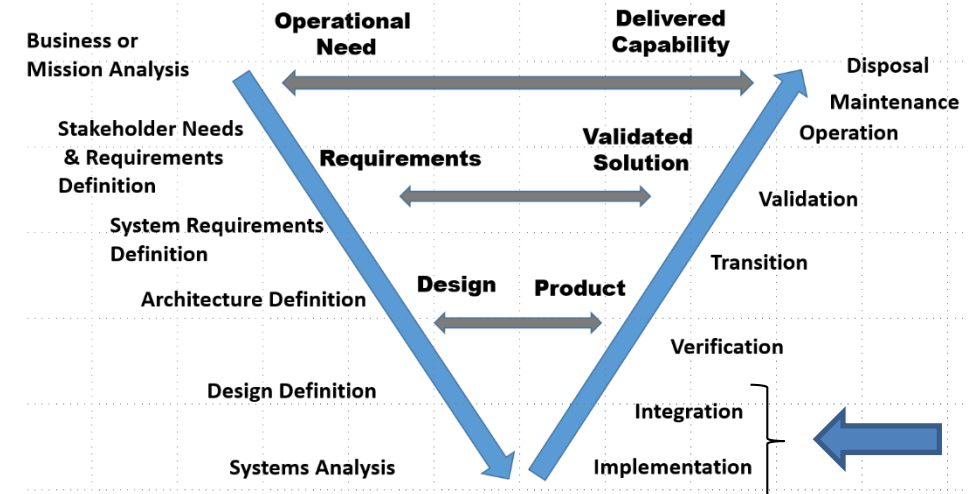 Operational
Need
Delivered
Capability
Business or
Mission Analysis
Disposal
Maintenance
Operation
Stakeholder Needs
& Requirements
Definition
Requirements
Validated
Solution
Validation
System Requirements
Definition
Transition
Architecture Definition
Design
Product
Verification
Design Definition
Integration
Systems Analysis
Implementation